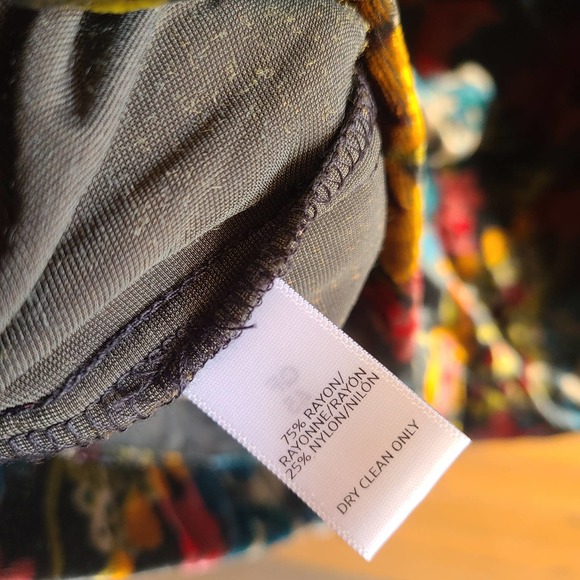 75% RAYON/
RAYONNE/RAYON
25% NYLON/NILON
DRY CLEAN ONLY